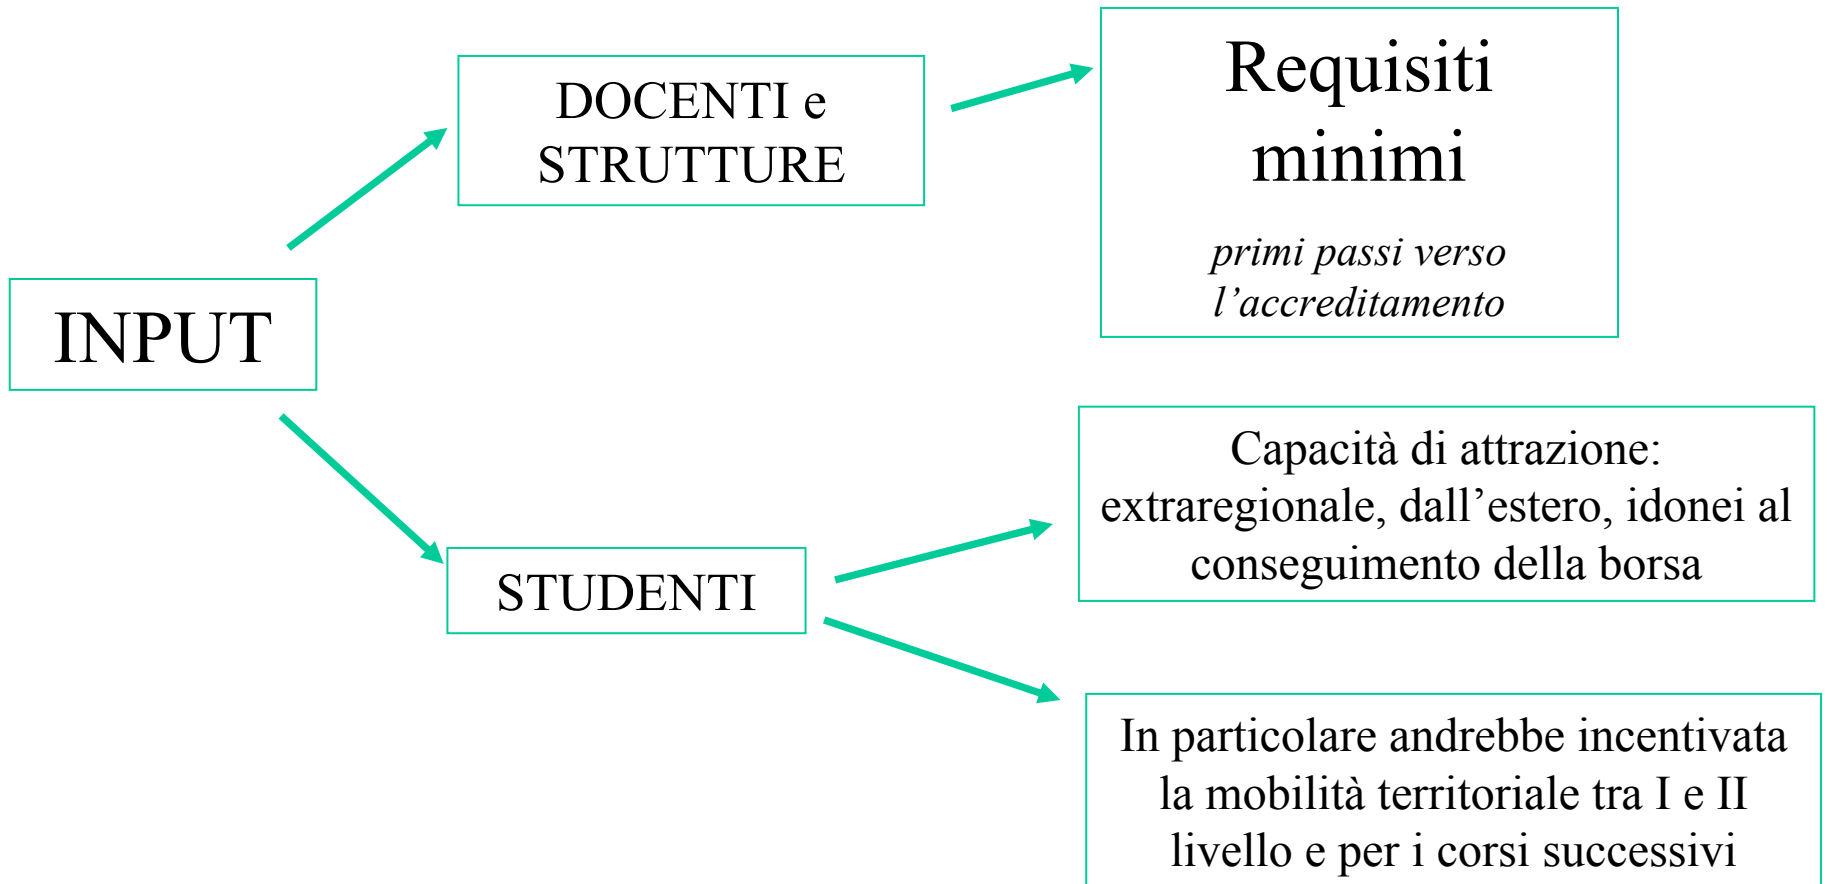 INPUT
DOCENTI e
STRUTTURE
Requisiti
minimi
primi passi verso
l’accreditamento
STUDENTI
Capacità di attrazione:
extraregionale, dall’estero, idonei al
conseguimento della borsa
In particolare andrebbe incentivata
la mobilità territoriale tra I e II
livello e per i corsi successivi